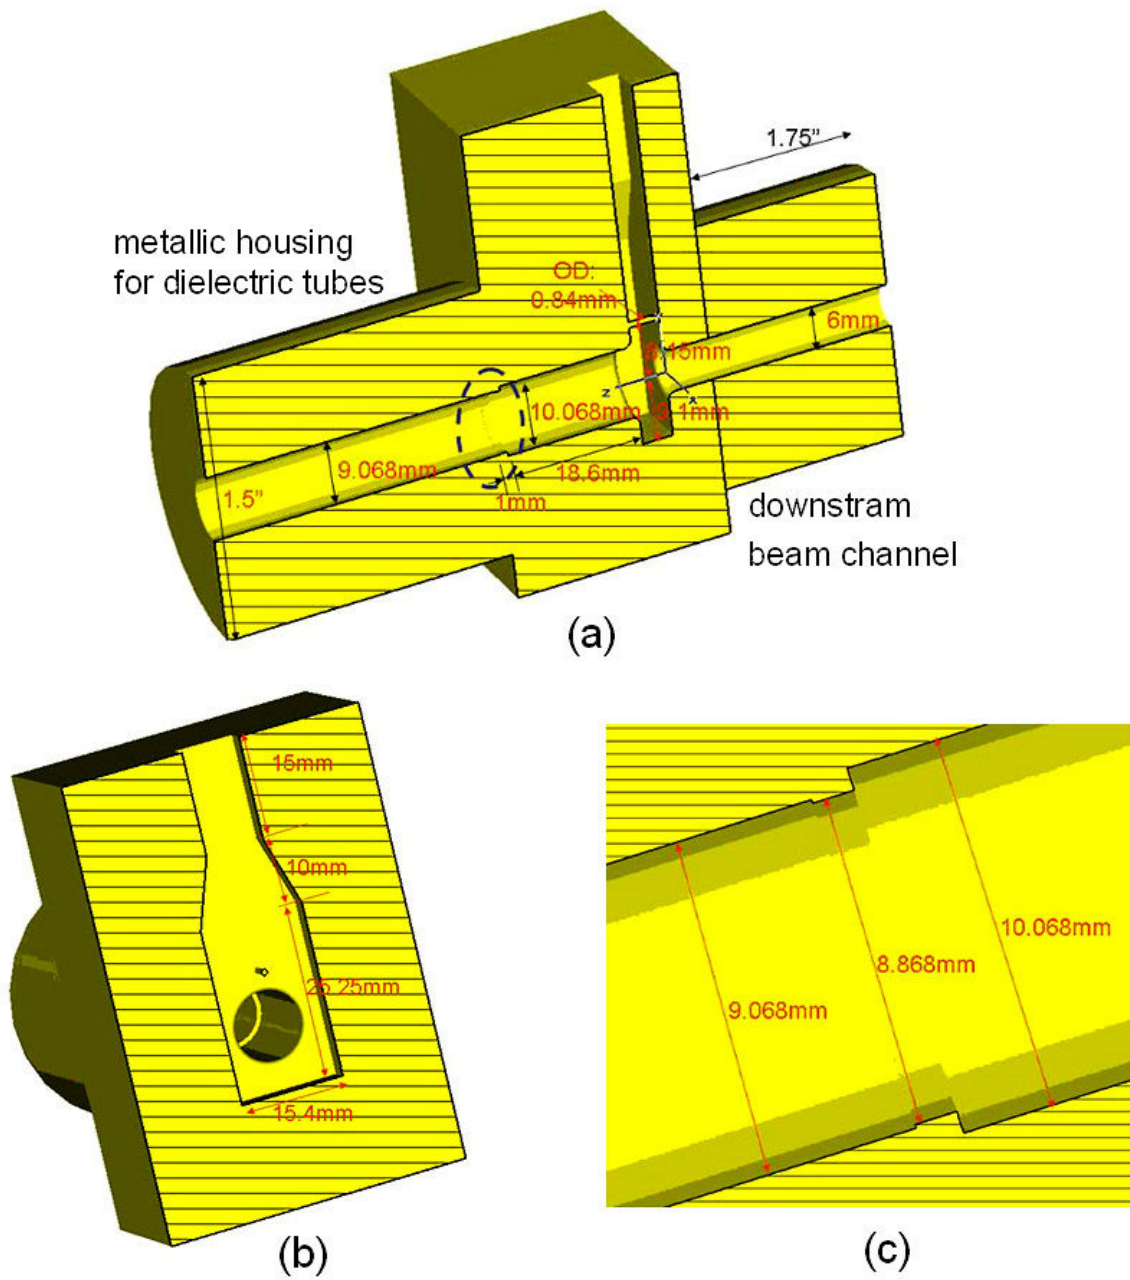 1.75”
metallic housing
for dielectric tubes
OD:
0.84mm
6mm
10.068mm
9.068mm
18.6mm
1mm
1.5”
downstram
beam channel
(a)
15mm
10mm
15.4mm
(b)
10.068mm
8.868mm
9.068mm
(c)